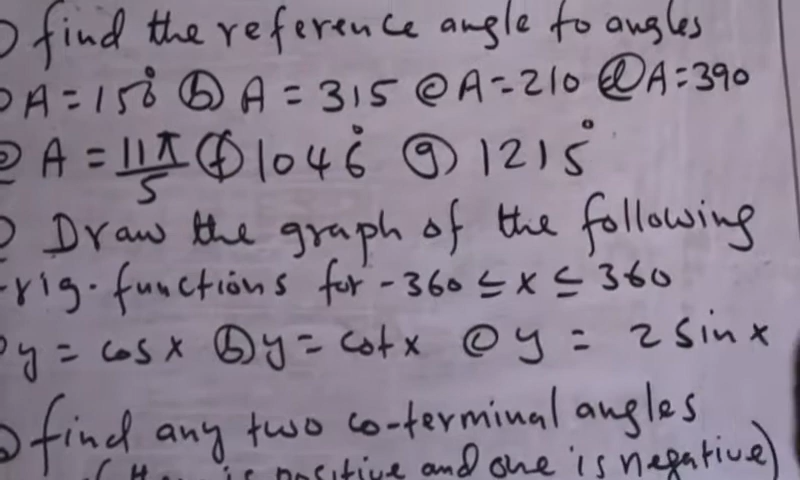 find the reference angle to angles
A = 150° ⓑ A = 315 ⓒ A = 210 ⓓ A = 390
ⓔ A = 11π/5 ⓕ 1046° ⓖ 1215°
Draw the graph of the following
trig. functions for -360 ≤ x ≤ 360
y = cos x ⓑ y = cot x ⓒ y = 2 sin x
find any two co-terminal angles
is positive and one is negative)